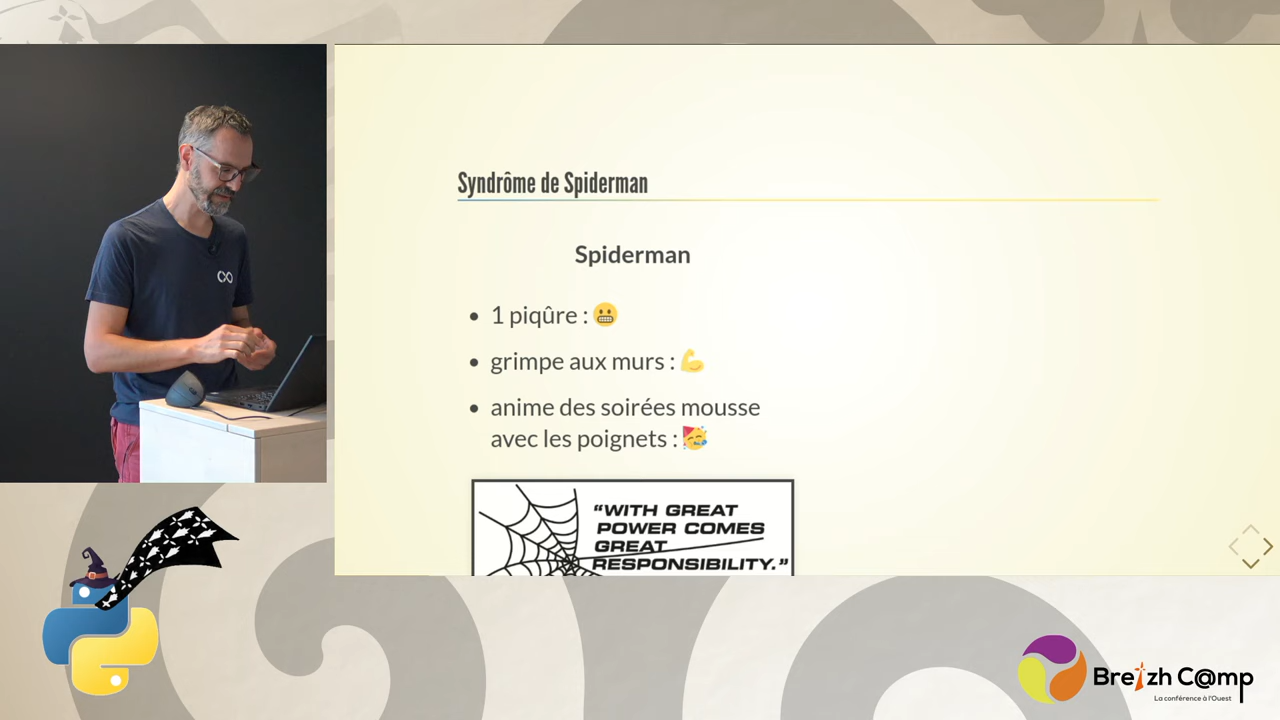 Syndrôme de Spiderman
Spiderman
1 piqûre : 😬
grimpe aux murs : 💪
anime des soirées mousse
avec les poignets : 🥳
“WITH GREAT
POWER COMES
GREAT
RESPONSIBILITY.”
Breizh C@mp
La conférence à l'Ouest